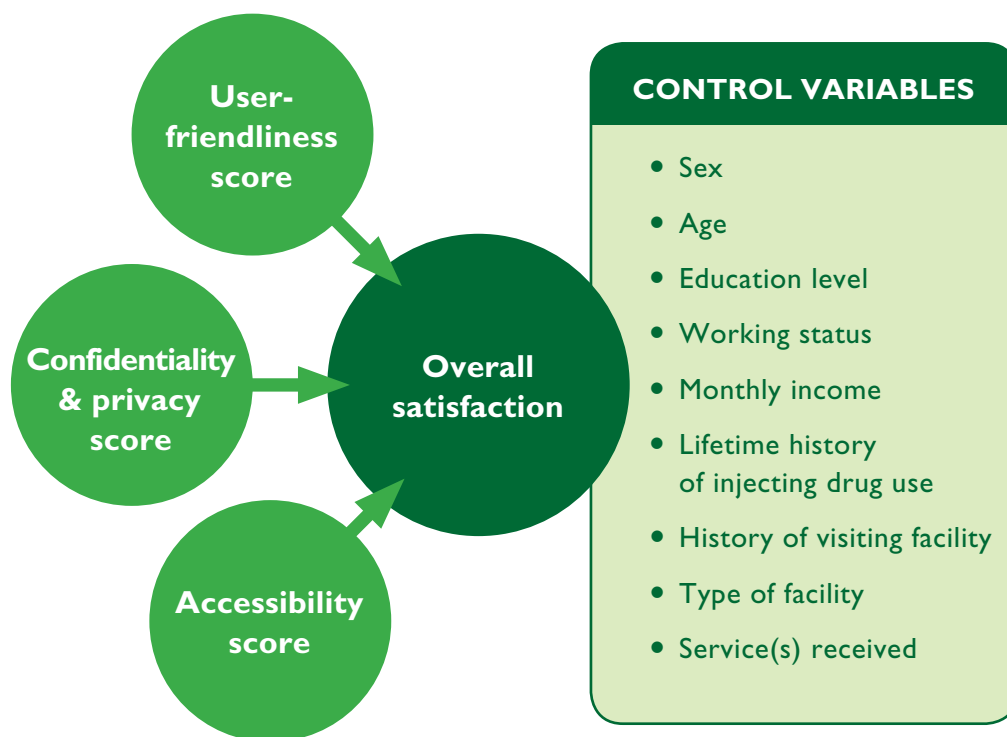 User-
friendliness
score
Confidentiality
& privacy
score
Accessibility
score
Overall
satisfaction
CONTROL VARIABLES
• Sex
• Age
• Education level
• Working status
• Monthly income
• Lifetime history
of injecting drug use
• History of visiting facility
• Type of facility
• Service(s) received